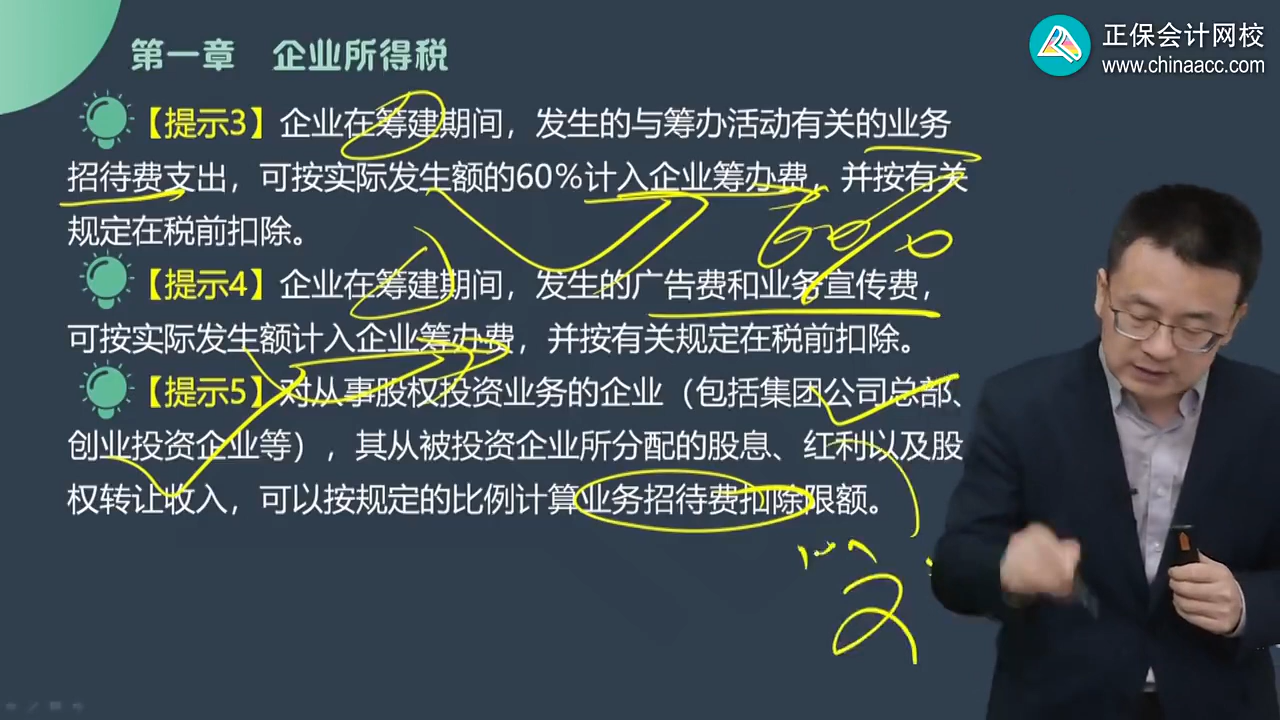 正保会计网校
www.chinaacc.com
第一章 企业所得税
【提示3】企业在筹建期间，发生的与筹办活动有关的业务
招待费支出，可按实际发生额的60%计入企业筹办费，并按有关
规定在税前扣除。
60%
【提示4】企业在筹建期间，发生的广告费和业务宣传费，
可按实际发生额计入企业筹办费，并按有关规定在税前扣除。
【提示5】对从事股权投资业务的企业（包括集团公司总部、
创业投资企业等），其从被投资企业所分配的股息、红利以及股
权转让收入，可以按规定的比例计算业务招待费扣除限额。